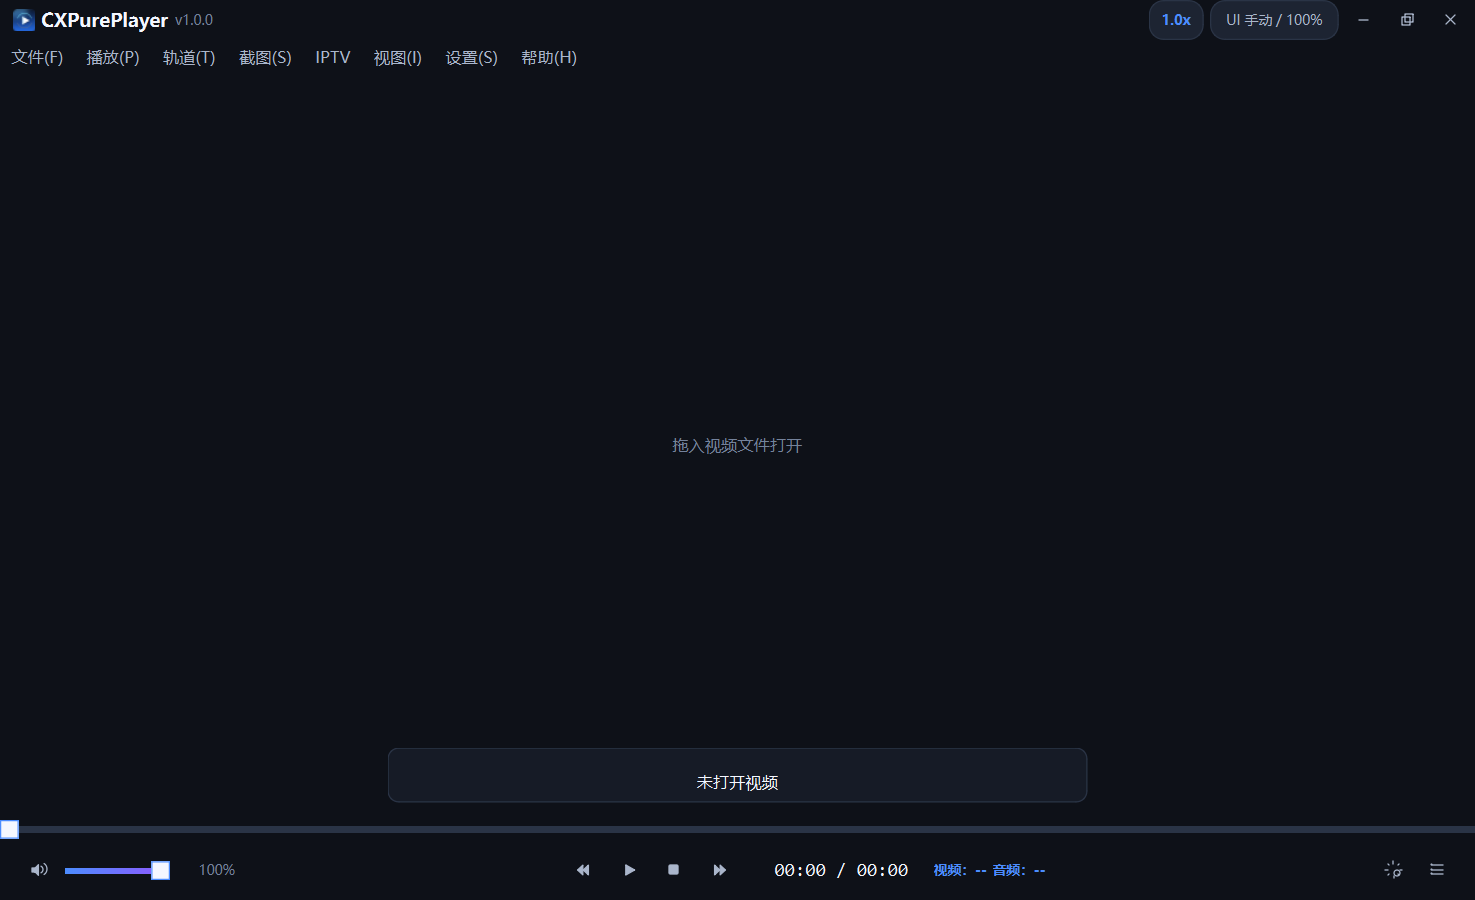 CXPurePlayer v1.0.0 1.0x UI 手动 / 100%
文件(F) 播放(P) 轨道(T) 截图(S) IPTV 视图(I) 设置(S) 帮助(H)
拖入视频文件打开
未打开视频
100% 00:00 / 00:00 视频: -- 音频: --